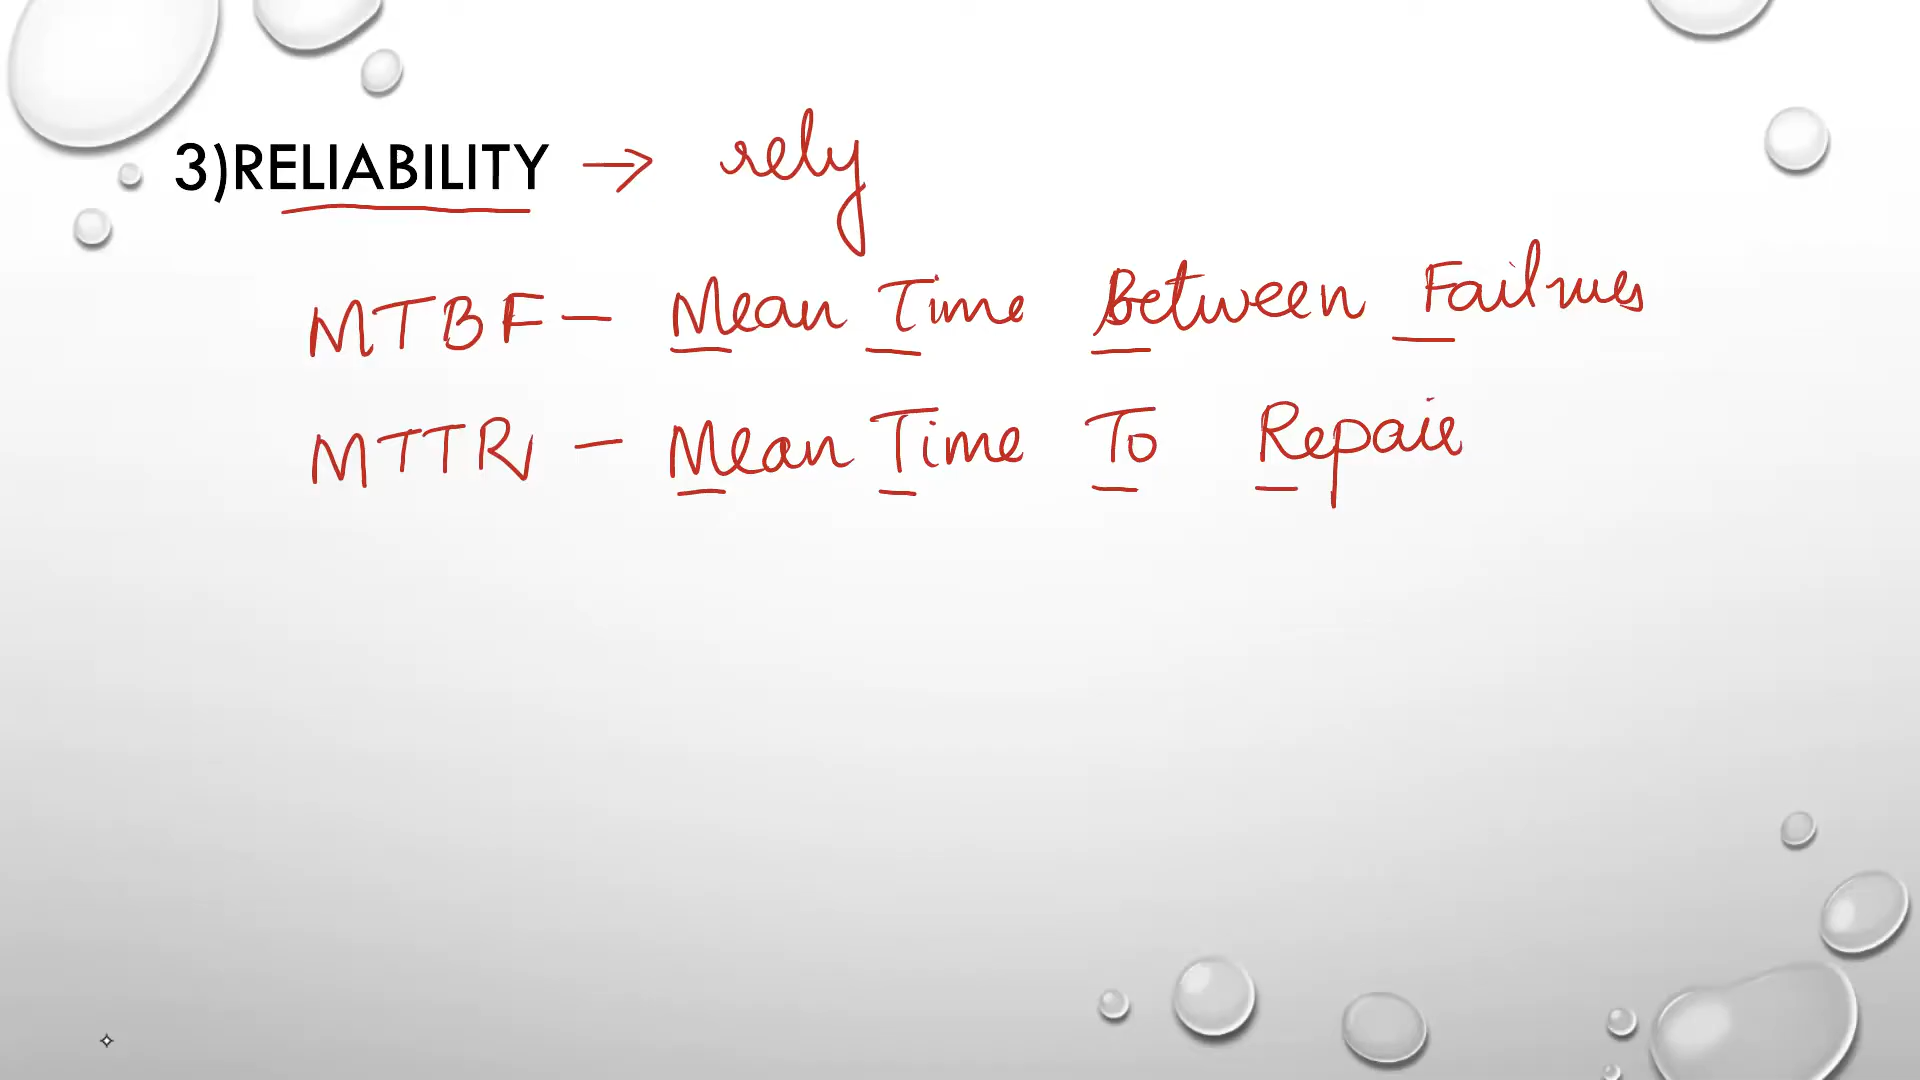 3)RELIABILITY → rely
MTBF – Mean Time Between Failures
MTTR – Mean Time To Repair